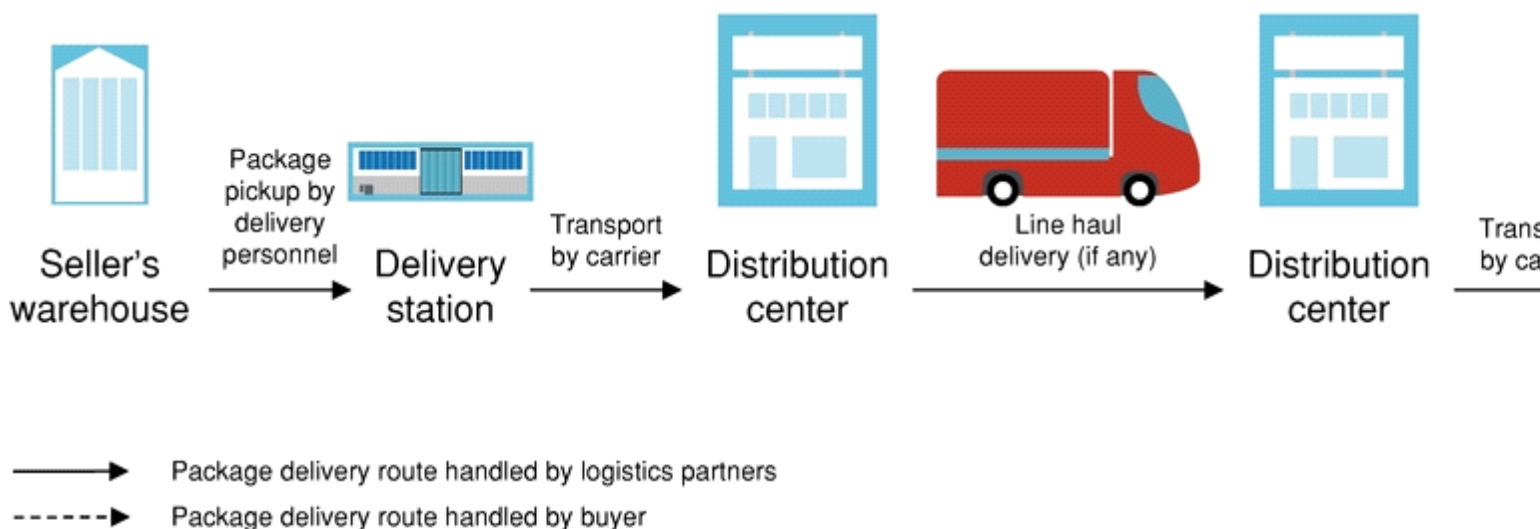 Package
pickup by
delivery
personnel
Transport
by carrier
Line haul
delivery (if any)
Seller's
warehouse
Delivery
station
Distribution
center
Distribution
center
by
Package delivery route handled by logistics partners
Package delivery route handled by buyer